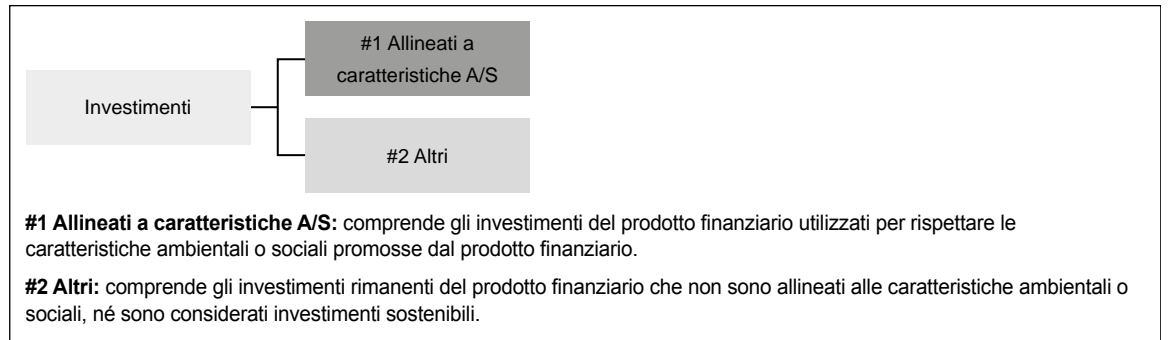 #1 Allineati a
caratteristiche A/S
Investimenti
#2 Altri
#1 Allineati a caratteristiche A/S: comprende gli investimenti del prodotto finanziario utilizzati per rispettare le
caratteristiche ambientali o sociali promosse dal prodotto finanziario.
#2 Altri: comprende gli investimenti rimanenti del prodotto finanziario che non sono allineati alle caratteristiche ambientali o
sociali, né sono considerati investimenti sostenibili.